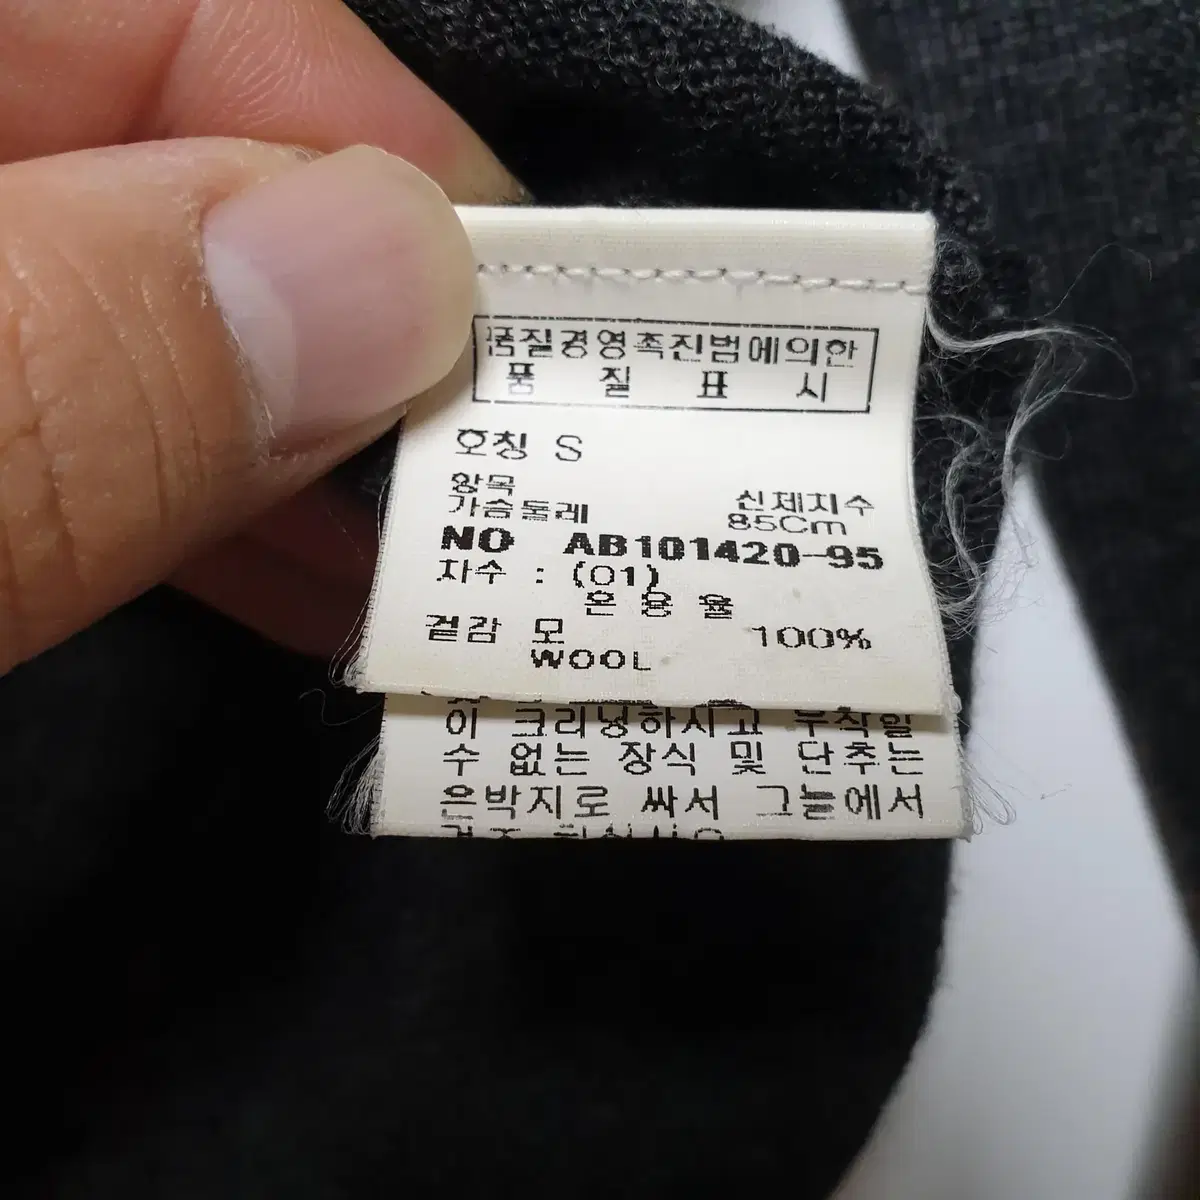 품질경영촉진법에의한
품 질 표 시
호칭 S
항목 신체치수
가슴둘레 85Cm
NO AB101420-95
차수 : (01)
혼용율
겉감 모 100%
WOOL
이 크리닝하시고 부착일
수 없는 장식 및 단추는
은박지로 싸서 그늘에서